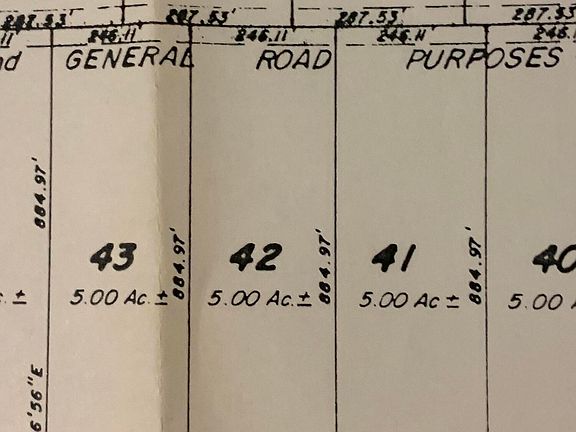 287.53' 287.53' 287.53' 287.53'
246.11' 246.11' 246.11'
GENERAL ROAD PURPOSES
884.97' 884.97' 884.97' 884.97'
43 42 41 40
5.00 Ac. ± 5.00 Ac. ± 5.00 Ac ± 5.00
6'56"E